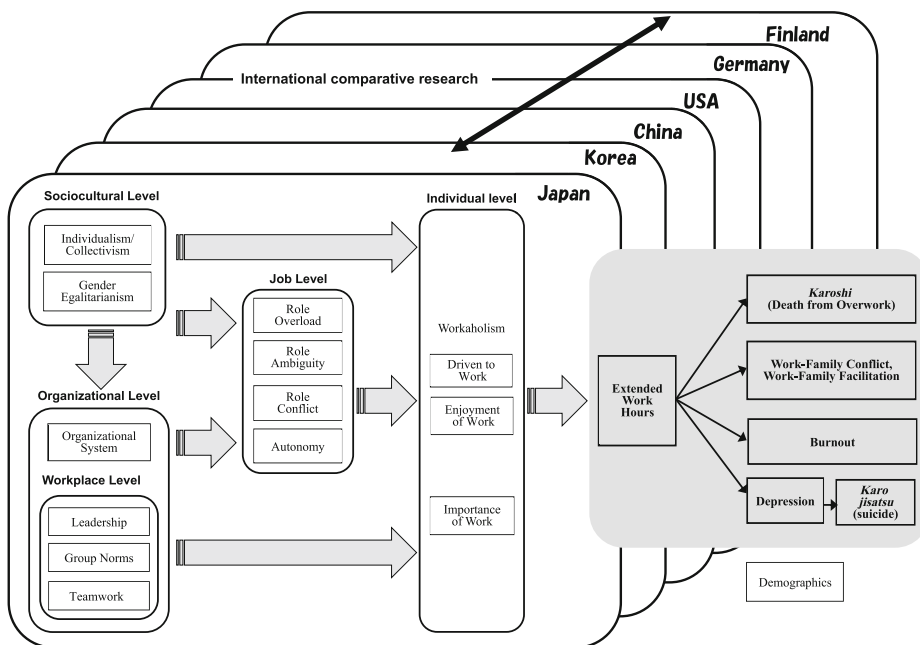 Finland
Germany
International comparative research
USA
China
Korea
Japan
Sociocultural Level
Individualism/
Collectivism
Gender
Egalitarianism
Organizational Level
Organizational
System
Workplace Level
Leadership
Group Norms
Teamwork
Job Level
Role
Overload
Role
Ambiguity
Role
Conflict
Autonomy
Individual level
Workaholism
Driven to
Work
Enjoyment
of Work
Importance
of Work
Extended
Work
Hours
Karoshi
(Death from Overwork)
Work-Family Conflict,
Work-Family Facilitation
Burnout
Depression
Karo
jisatsu
(suicide)
Demographics